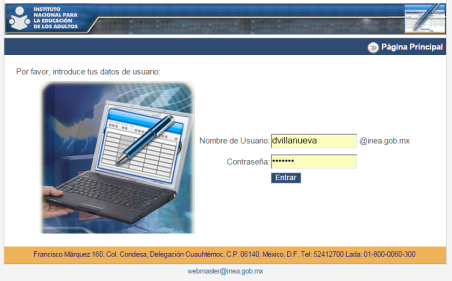 INSTITUTO
NACIONAL PARA
LA EDUCACIÓN
DE LOS ADULTOS
Página Principal
Por favor, introduce tus datos de usuario:
Nombre de Usuario: dvillanueva @inea.gob.mx
Contraseña: •••••••
Entrar
Francisco Márquez 160, Col. Condesa, Delegación Cuauhtémoc, C.P. 06140, México, D.F. Tel: 52412700 Lada: 01-800-0060-300
webmaster@inea.gob.mx